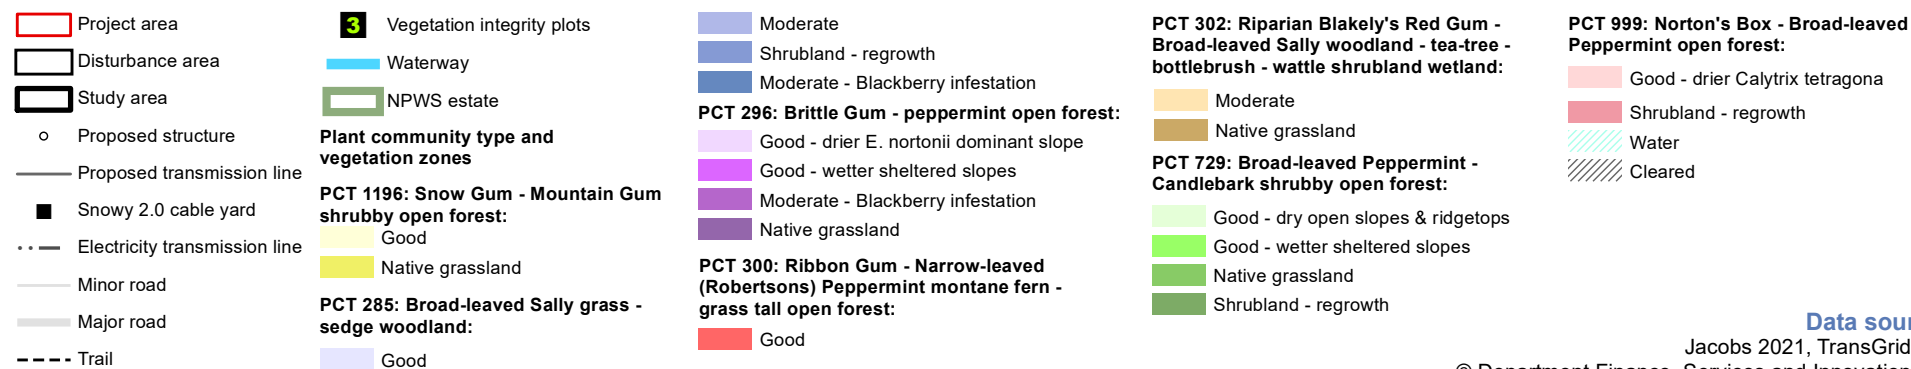 Project area
Disturbance area
Study area
Proposed structure
Proposed transmission line
Snowy 2.0 cable yard
Electricity transmission line
Minor road
Major road
Trail
3 Vegetation integrity plots
Waterway
NPWS estate
Plant community type and
vegetation zones
PCT 1196: Snow Gum - Mountain Gum
shrubby open forest:
Good
Native grassland
PCT 285: Broad-leaved Sally grass -
sedge woodland:
Good
Moderate
Shrubland - regrowth
Moderate - Blackberry infestation
PCT 296: Brittle Gum - peppermint open forest:
Good - drier E. nortonii dominant slope
Good - wetter sheltered slopes
Moderate - Blackberry infestation
Native grassland
PCT 300: Ribbon Gum - Narrow-leaved
(Robertsons) Peppermint montane fern -
grass tall open forest:
Good
PCT 302: Riparian Blakely's Red Gum -
Broad-leaved Sally woodland - tea-tree -
bottlebrush - wattle shrubland wetland:
Moderate
Native grassland
PCT 729: Broad-leaved Peppermint -
Candlebark shrubby open forest:
Good - dry open slopes & ridgetops
Good - wetter sheltered slopes
Native grassland
Shrubland - regrowth
PCT 999: Norton's Box - Broad-leaved
Peppermint open forest:
Good - drier Calytrix tetragona
Shrubland - regrowth
Water
Cleared
Data sour
Jacobs 2021, TransGrid
© Department Finance, Services and Innovation